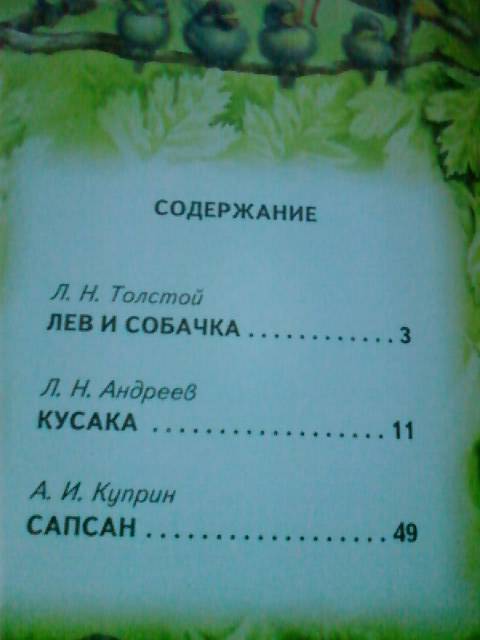 СОДЕРЖАНИЕ
Л. Н. Толстой
ЛЕВ И СОБАЧКА . . . . . . . . . . . . 3
Л. Н. Андреев
КУСАКА . . . . . . . . . . . . . . . . . . 11
А. И. Куприн
САПСАН . . . . . . . . . . . . . . . . . . 49